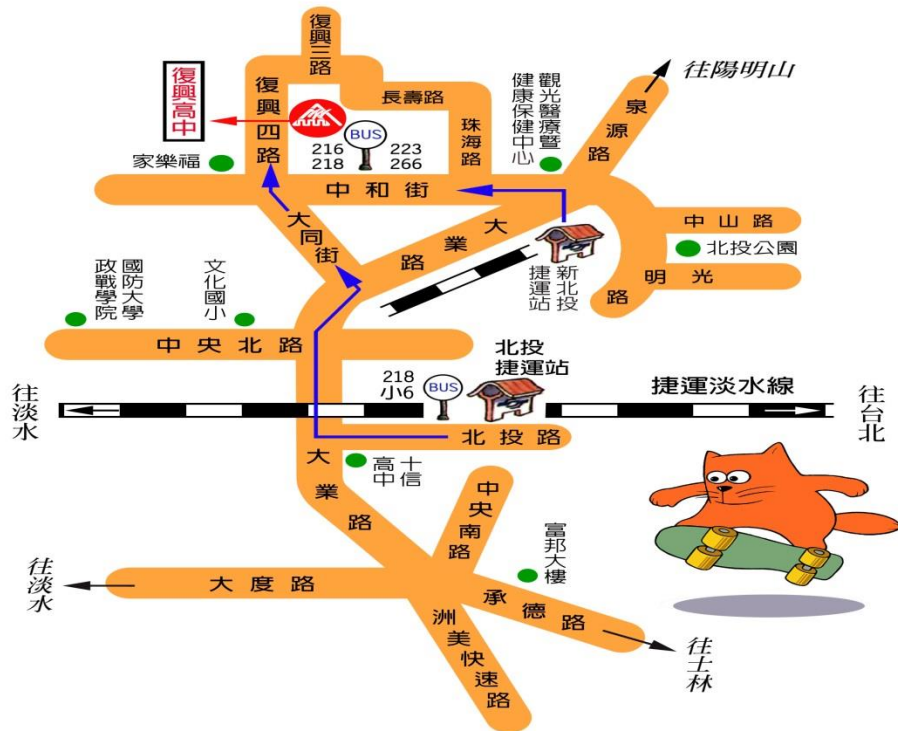 復興三路
復興高中
復興四路
長壽路
觀光醫療暨
健康保健中心
往陽明山
泉源路
珠海路
BUS
216 223
218 266
家樂福
中和街
大同街
大業路
中山路
北投公園
明光路
新北投
捷運站
國防大學
政戰學院
文化國小
中央北路
北投
捷運站
218
小6
BUS
捷運淡水線
往淡水
往台北
北投路
十信
高中
大業路
中央南路
富邦大樓
往淡水
大度路
承德路
洲美快速路
往士林